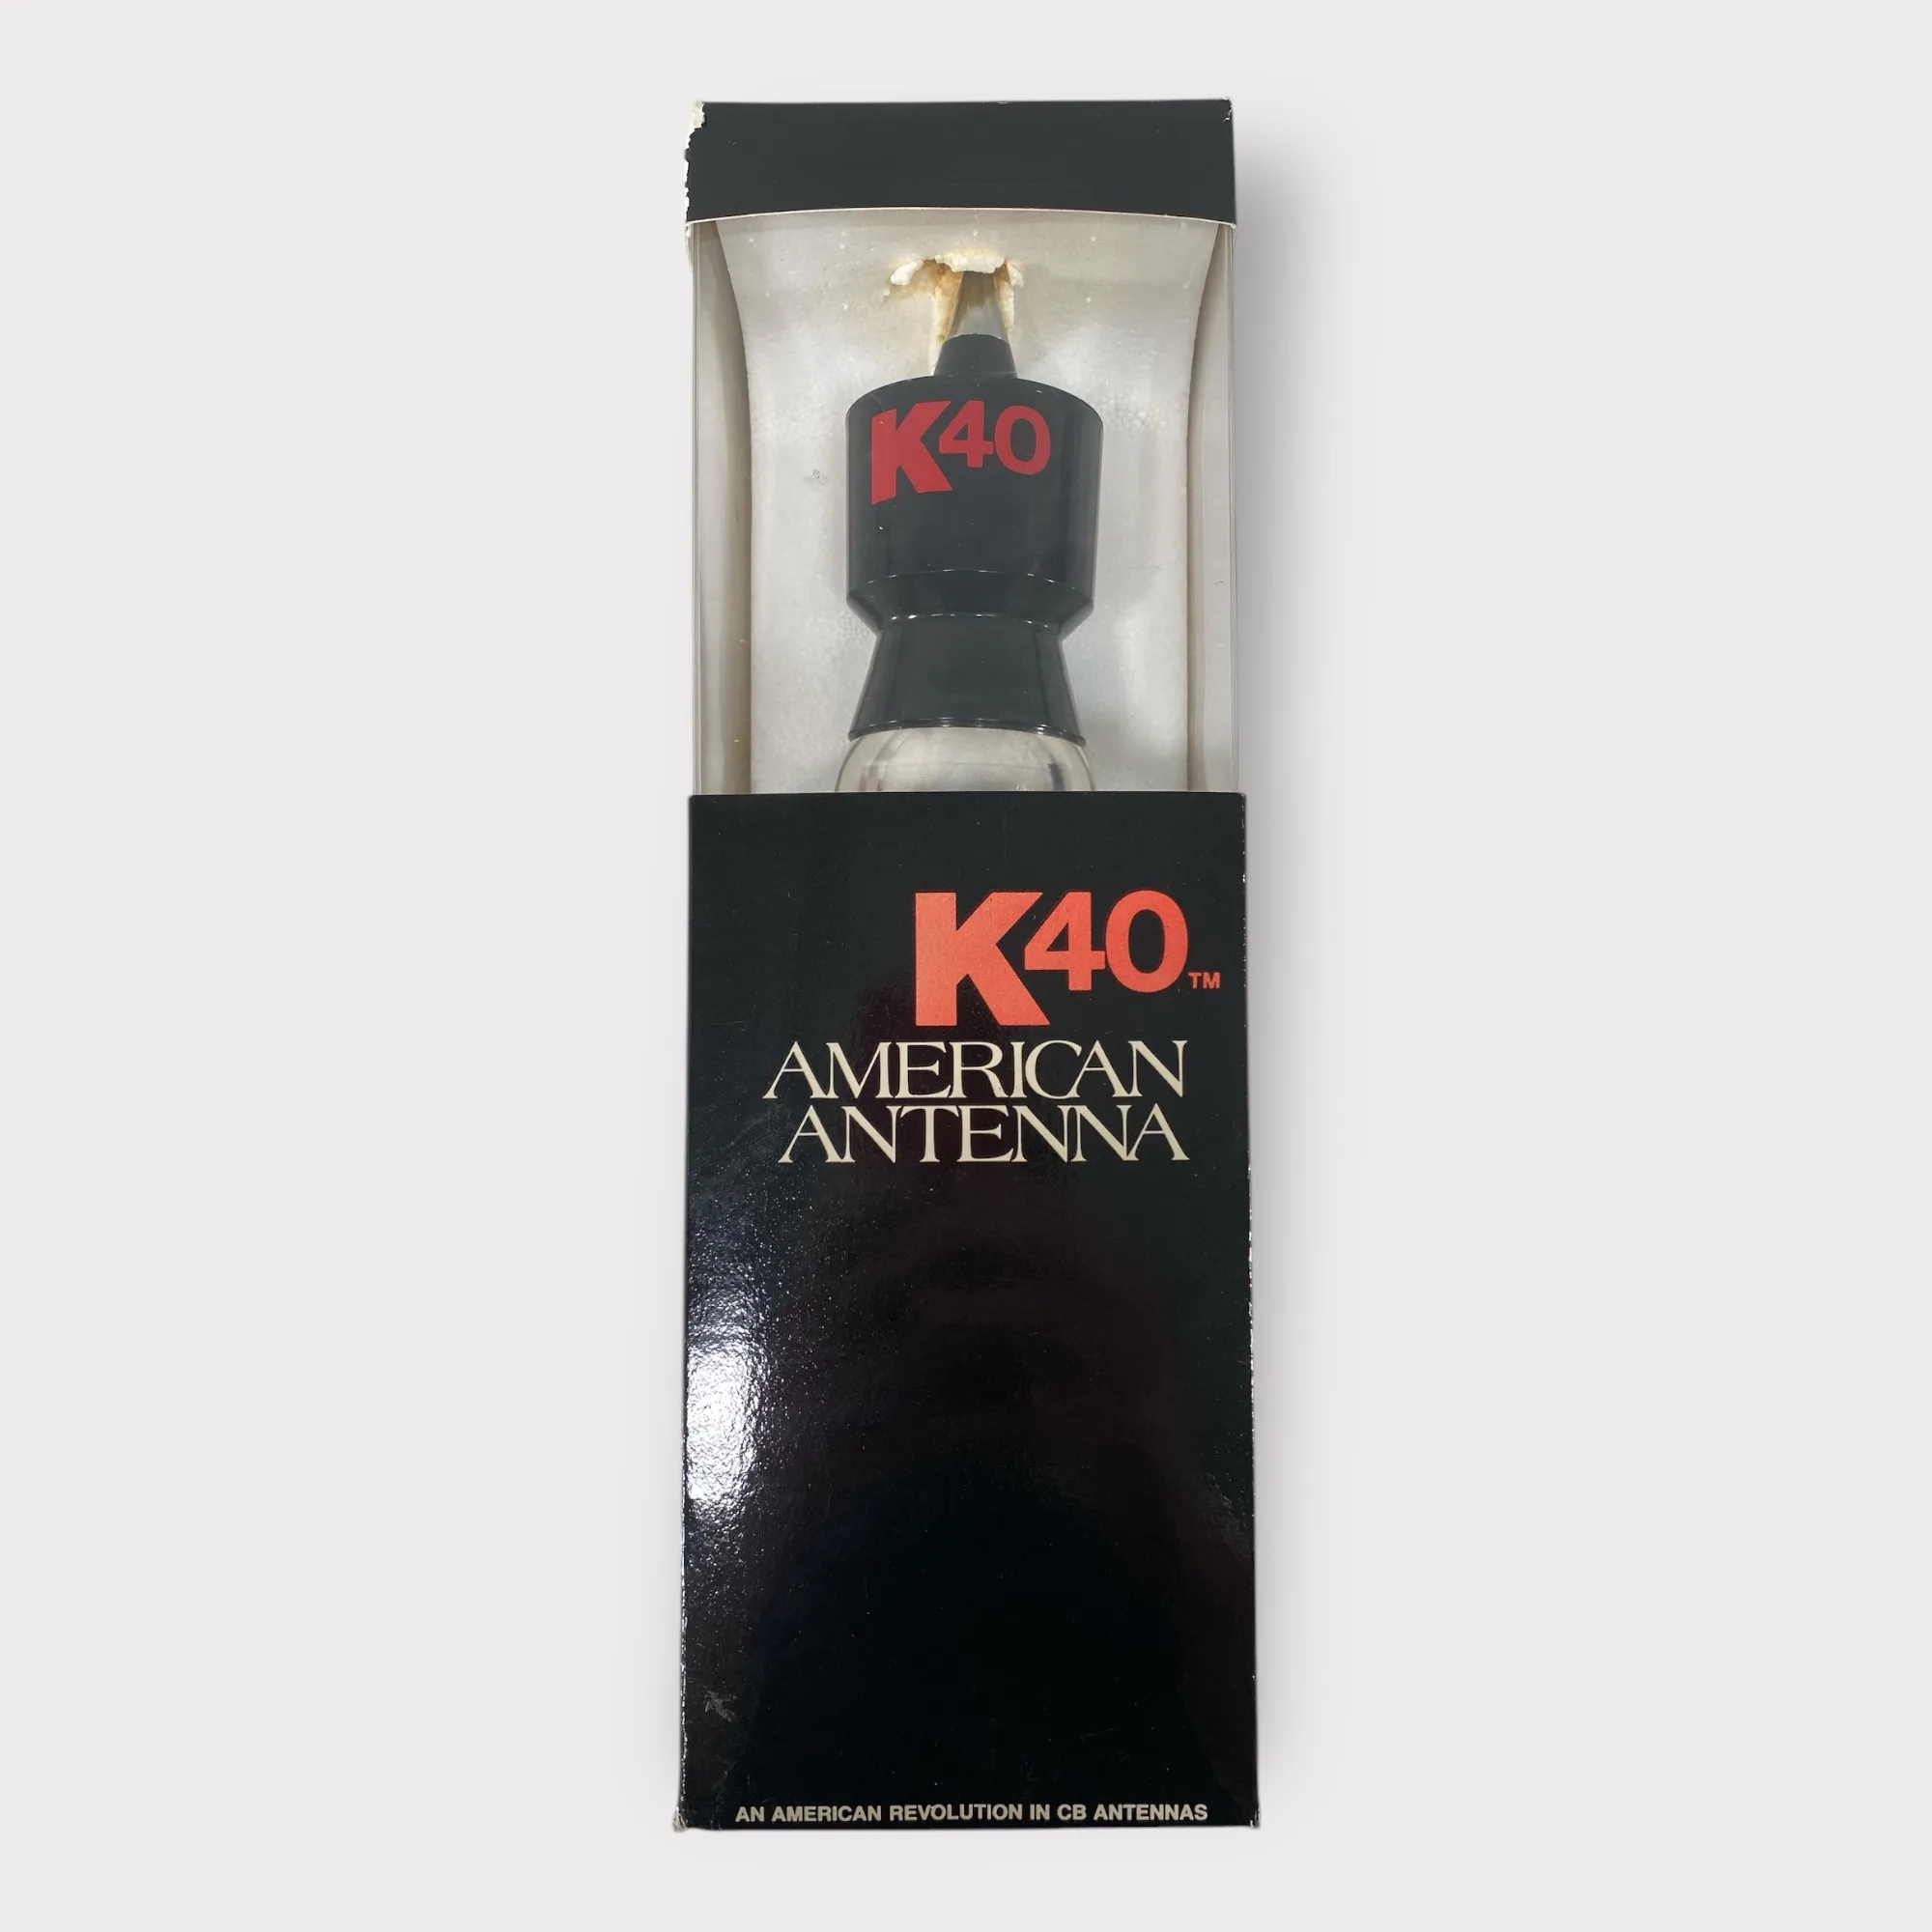 K40
K40™
AMERICAN
ANTENNA
AN AMERICAN REVOLUTION IN CB ANTENNAS